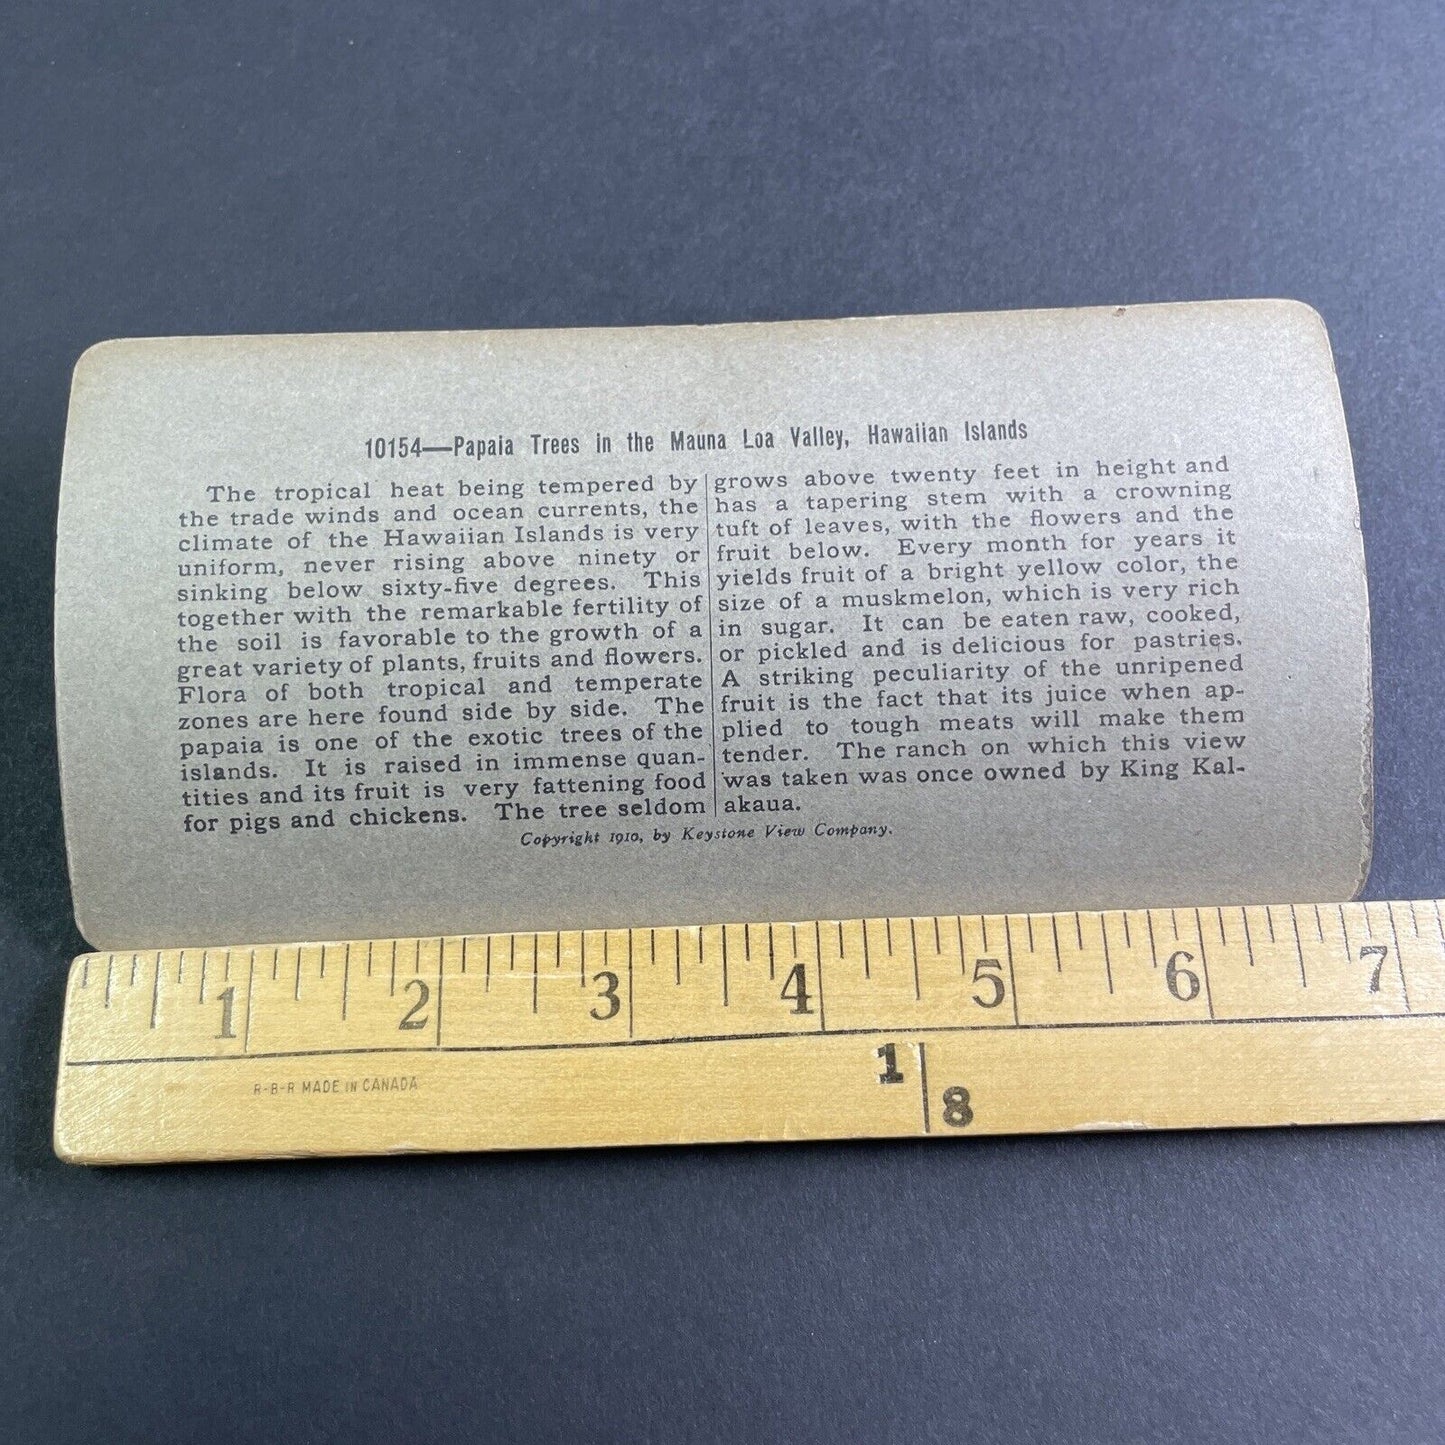 10154—Papaia Trees in the Mauna Loa Valley, Hawaiian Islands
The tropical heat being tempered by
the trade winds and ocean currents, the
climate of the Hawaiian Islands is very
uniform, never rising above ninety or
sinking below sixty-five degrees. This
together with the remarkable fertility of
the soil is favorable to the growth of a
great variety of plants, fruits and flowers.
Flora of both tropical and temperate
zones are here found side by side. The
papaia is one of the exotic trees of the
islands. It is raised in immense quan-
tities and its fruit is very fattening food
for pigs and chickens. The tree seldom
grows above twenty feet in height and
has a tapering stem with a crowning
tuft of leaves, with the flowers and the
fruit below. Every month for years it
yields fruit of a bright yellow color, the
size of a muskmelon, which is very rich
in sugar. It can be eaten raw, cooked,
or pickled and is delicious for pastries.
A striking peculiarity of the unripened
fruit is the fact that its juice when ap-
plied to tough meats will make them
tender. The ranch on which this view
was taken was once owned by King Kal-
akaua.
Copyright 1910, by Keystone View Company.
1 2 3 4 5 6 7
1
8
R-B-R MADE IN CANADA